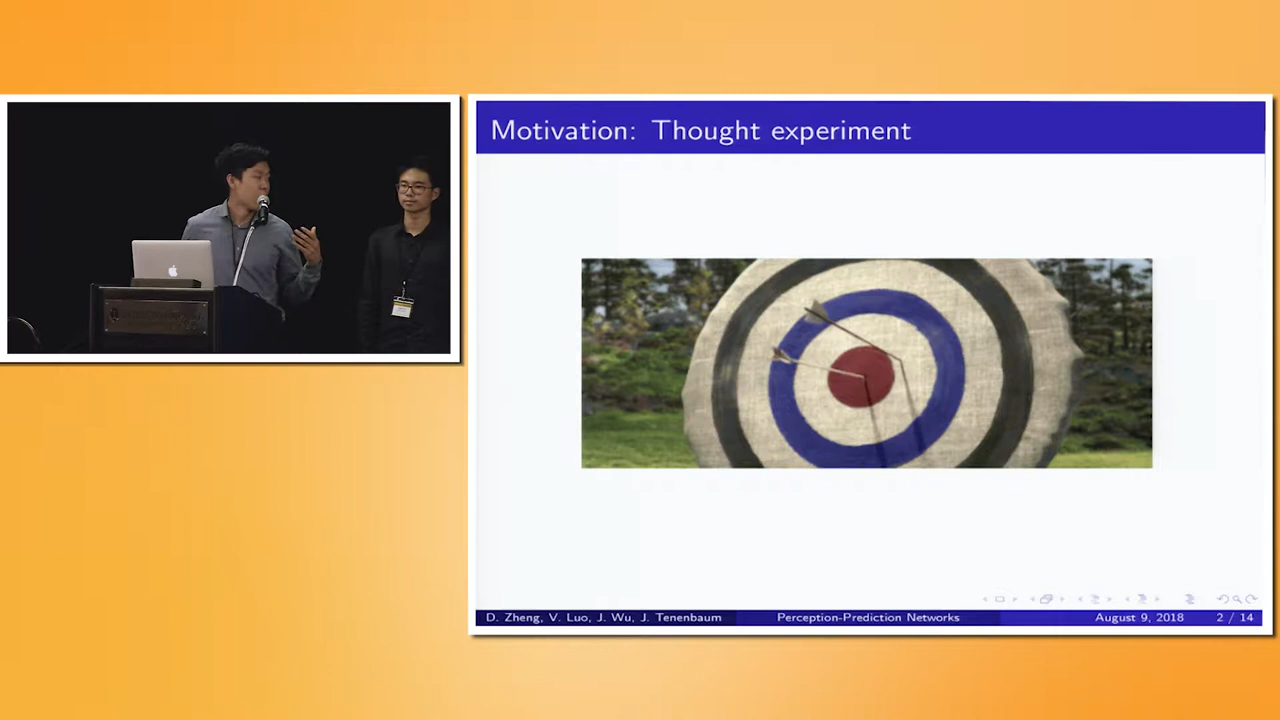 Motivation: Thought experiment
D. Zheng, V. Luo, J. Wu, J. Tenenbaum
Perception-Prediction Networks
August 9, 2018
2 / 14